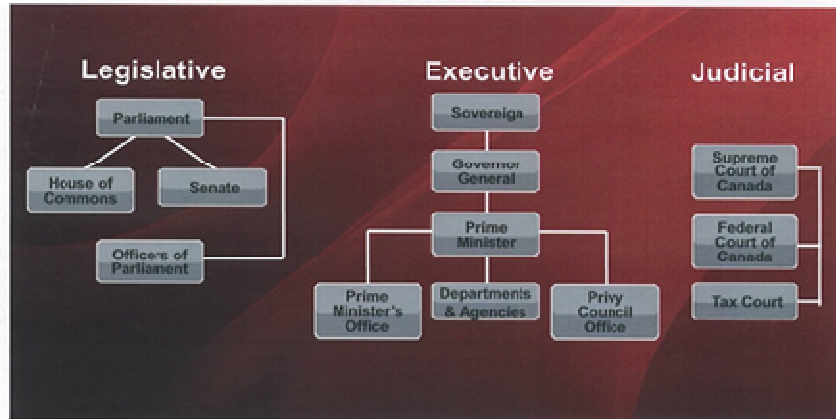 Legislative
Parliament
House of
Commons
Senate
Officers of
Parliament
Executive
Sovereign
Governor
General
Prime
Minister
Prime
Minister's
Office
Departments
& Agencies
Privy
Council
Office
Judicial
Supreme
Court of
Canada
Federal
Court of
Canada
Tax Court